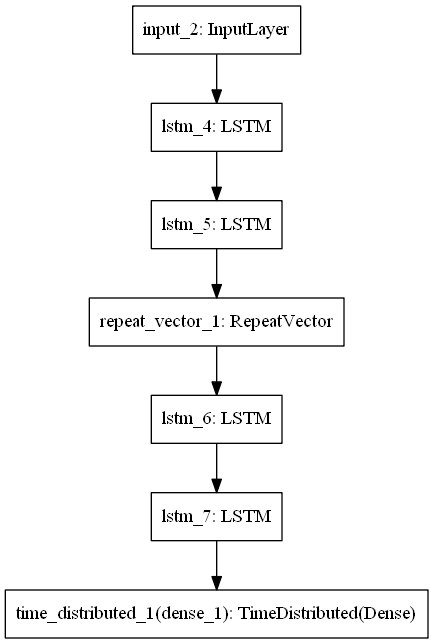 input_2: InputLayer
lstm_4: LSTM
lstm_5: LSTM
repeat_vector_1: RepeatVector
lstm_6: LSTM
lstm_7: LSTM
time_distributed_1(dense_1): TimeDistributed(Dense)